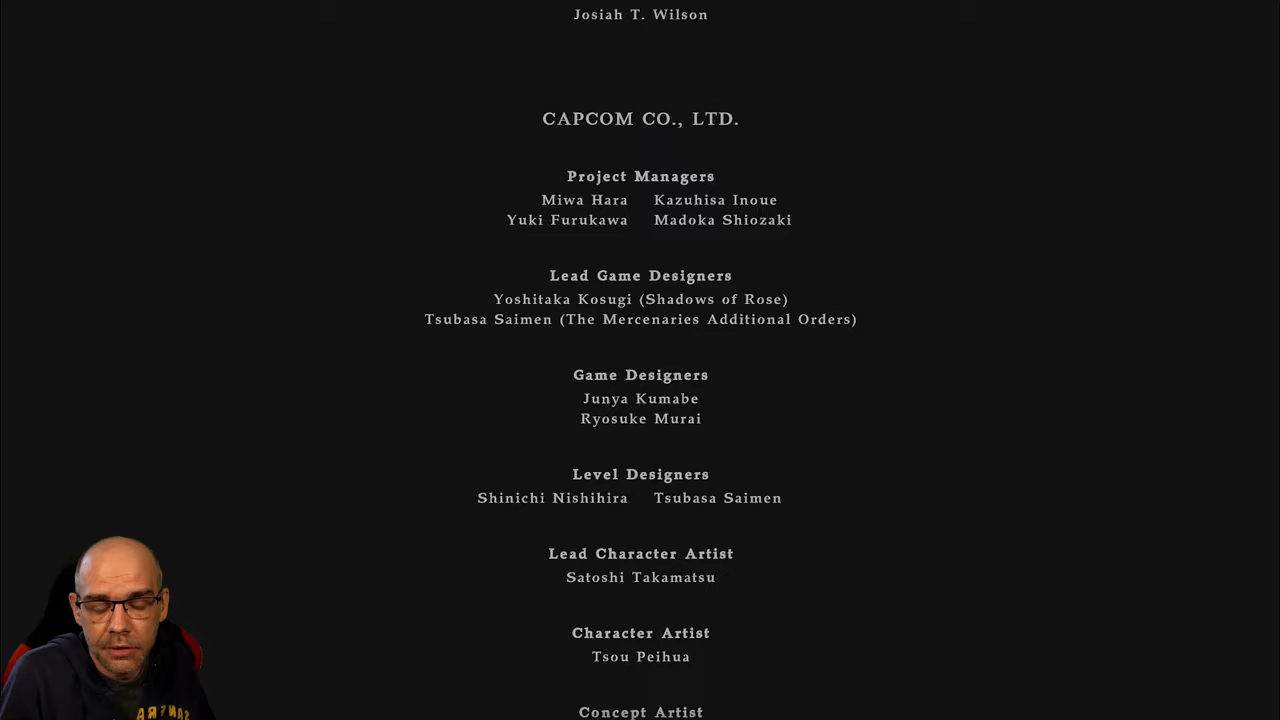 Josiah T. Wilson
CAPCOM CO., LTD.
Project Managers
Miwa Hara Kazuhisa Inoue
Yuki Furukawa Madoka Shiozaki
Lead Game Designers
Yoshitaka Kosugi (Shadows of Rose)
Tsubasa Saimen (The Mercenaries Additional Orders)
Game Designers
Junya Kumabe
Ryosuke Murai
Level Designers
Shinichi Nishihira Tsubasa Saimen
Lead Character Artist
Satoshi Takamatsu
Character Artist
Tsou Peihua
Concept Artist